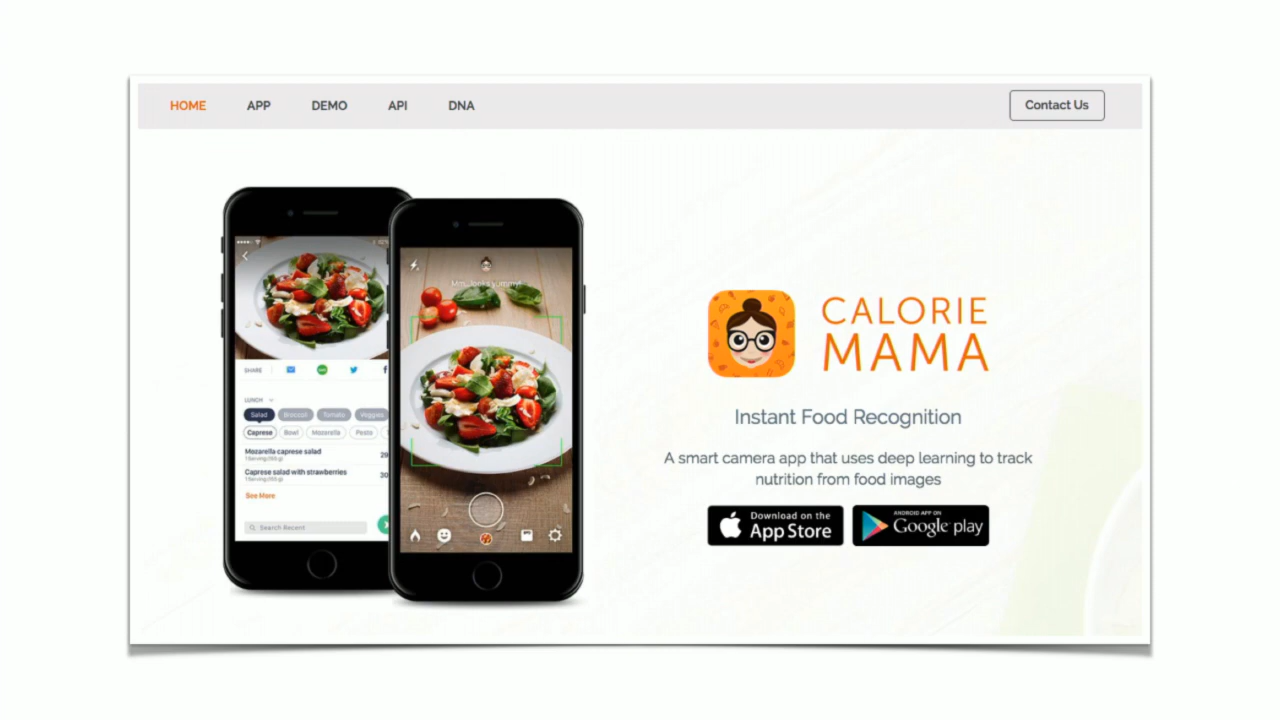 HOME APP DEMO API DNA Contact Us
Mm...looks yummy!
SHARE
LUNCH
Salad Broccoli Tomato Veggies
Caprese Bowl Mozarella Pesto
Mozarella caprese salad
Caprese salad with strawberries
See More
Search Recent
CALORIE
MAMA
Instant Food Recognition
A smart camera app that uses deep learning to track
nutrition from food images
Download on the
App Store
ANDROID APP ON
Google play